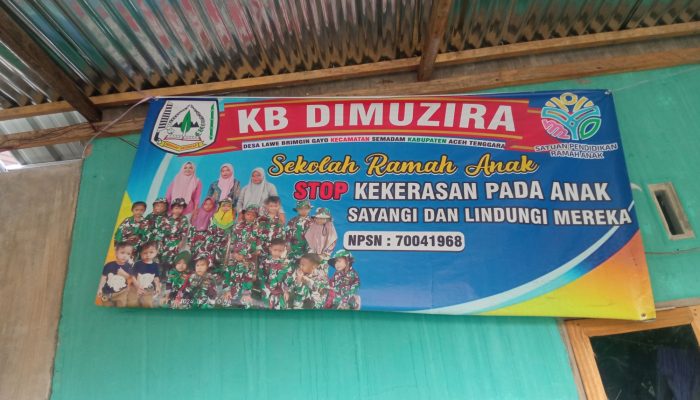 KB DIMUZIRA
DESA LAWE BRIMGIN GAYO KECAMATAN SEMADAM KABUPATEN ACEH TENGGARA
SATUAN PENDIDIKAN
RAMAH ANAK
Sekolah Ramah Anak
STOP KEKERASAN PADA ANAK
SAYANGI DAN LINDUNGI MEREKA
NPSN : 70041968